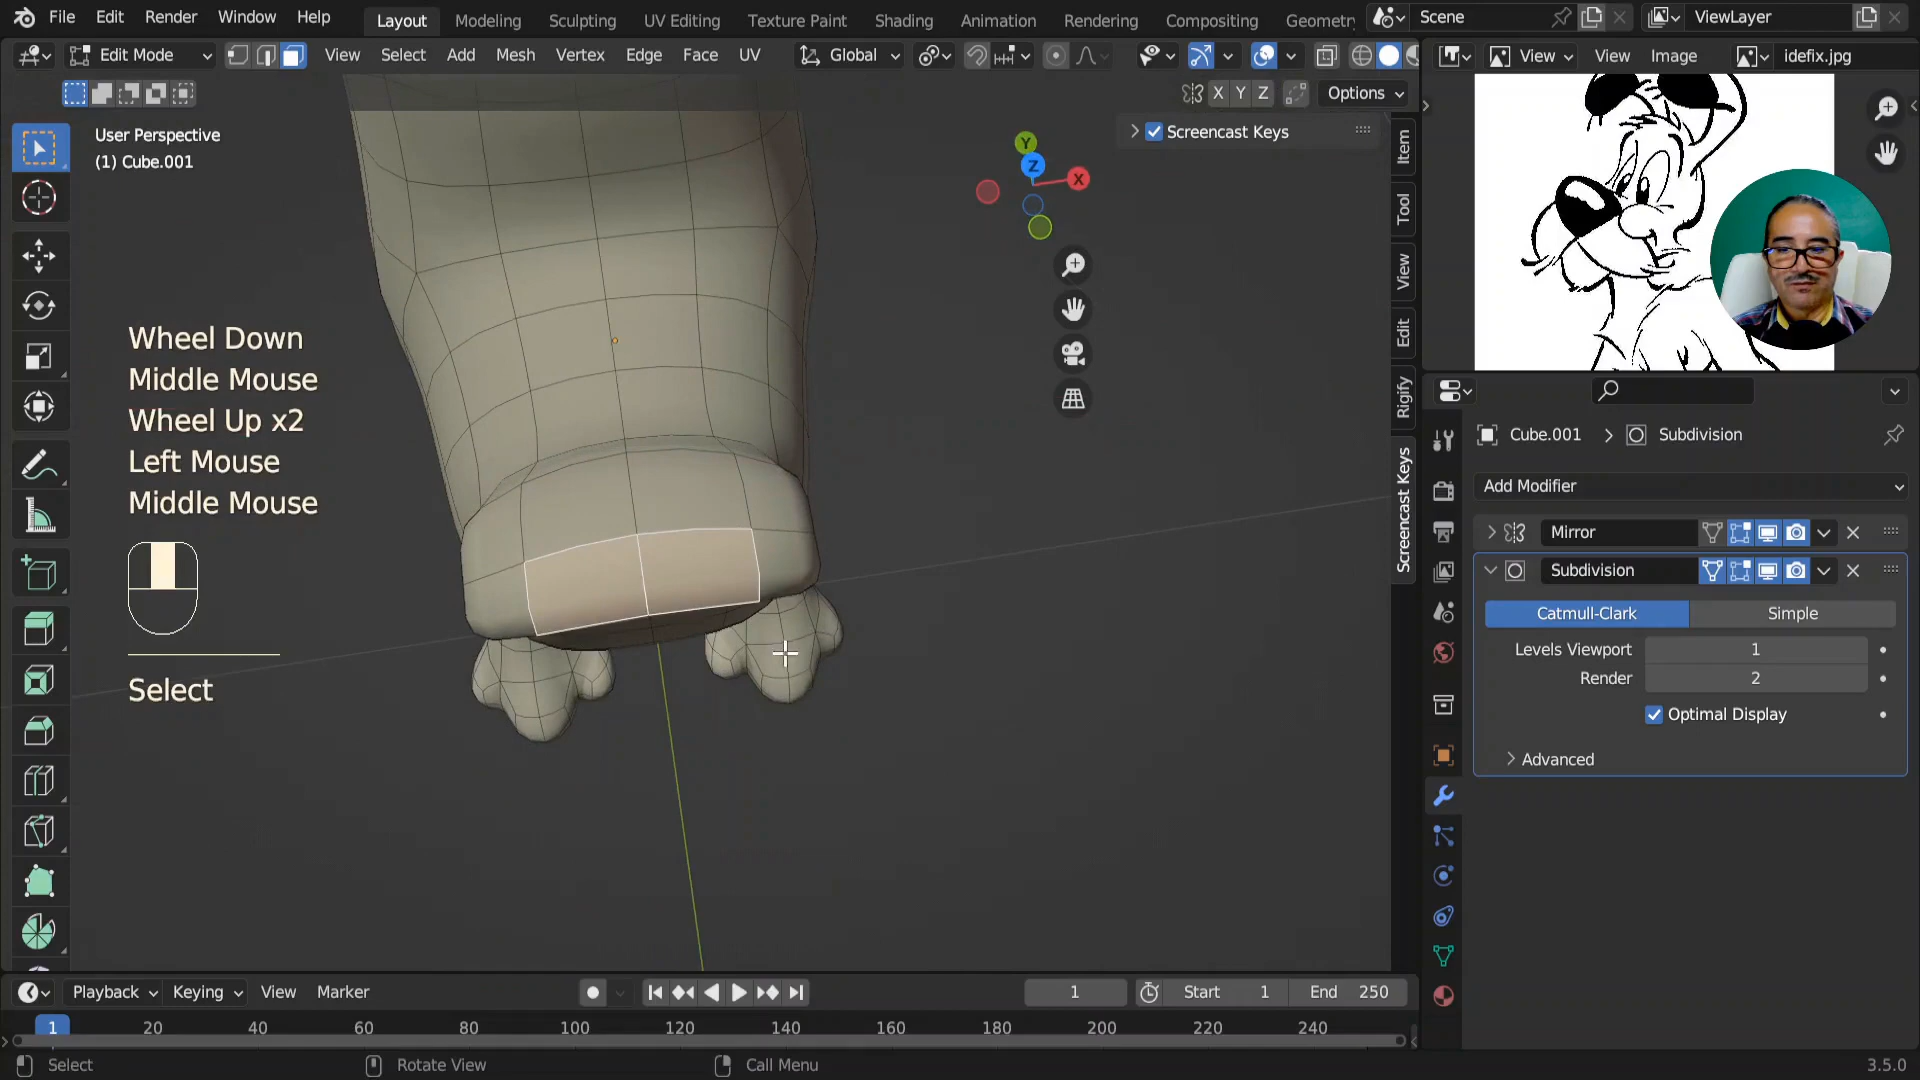 File Edit Render Window Help Layout Modeling Sculpting UV Editing Texture Paint Shading Animation Rendering Compositing Scene ViewLayer
Edit Mode View Select Add Mesh Vertex Edge Face UV Global View View Image idefix.jpg
X Y Z Options
User Perspective
(1) Cube.001
Screencast Keys
Y
Z
X
Item
Tool
View
Edit
Rigify
Screencast Keys
Wheel Down
Middle Mouse
Wheel Up x2
Left Mouse
Middle Mouse
Select
Cube.001 > Subdivision
Add Modifier
Mirror
Subdivision
Catmull-Clark Simple
Levels Viewport 1
Render 2
Optimal Display
Advanced
Playback Keying View Marker 1 Start 1 End 250
1 20 40 60 80 100 120 140 160 180 200 220 240
Select Rotate View Call Menu 3.5.0